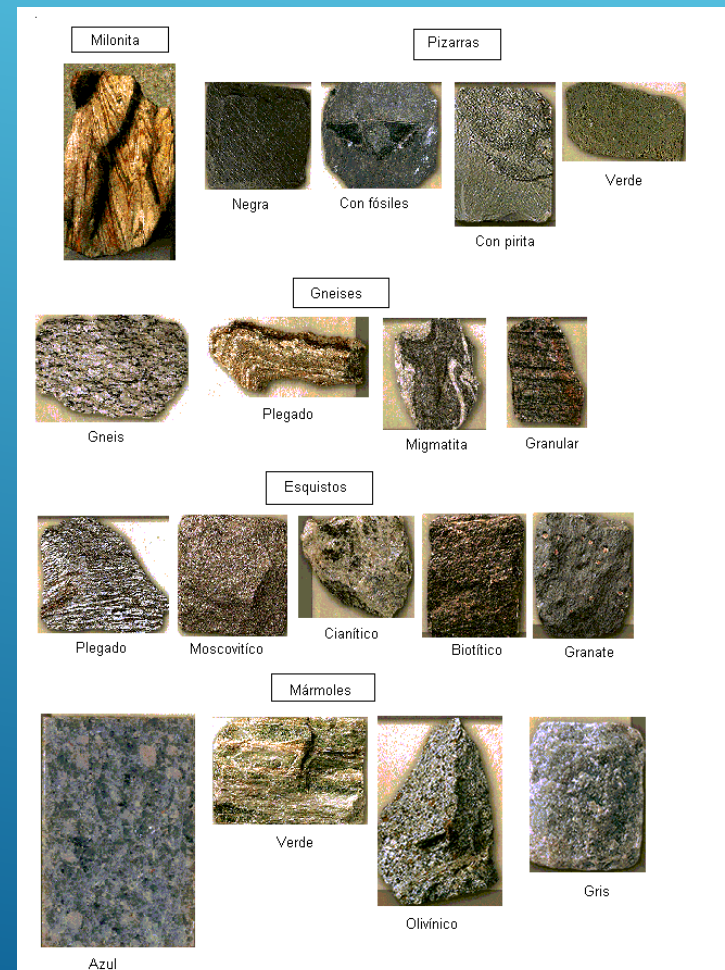 Milonita
Pizarras
Negra
Con fósiles
Con pirita
Verde
Gneises
Gneis
Plegado
Migmatita
Granular
Esquistos
Plegado
Moscovitíco
Cianítico
Biotítico
Granate
Mármoles
Azul
Verde
Olivínico
Gris